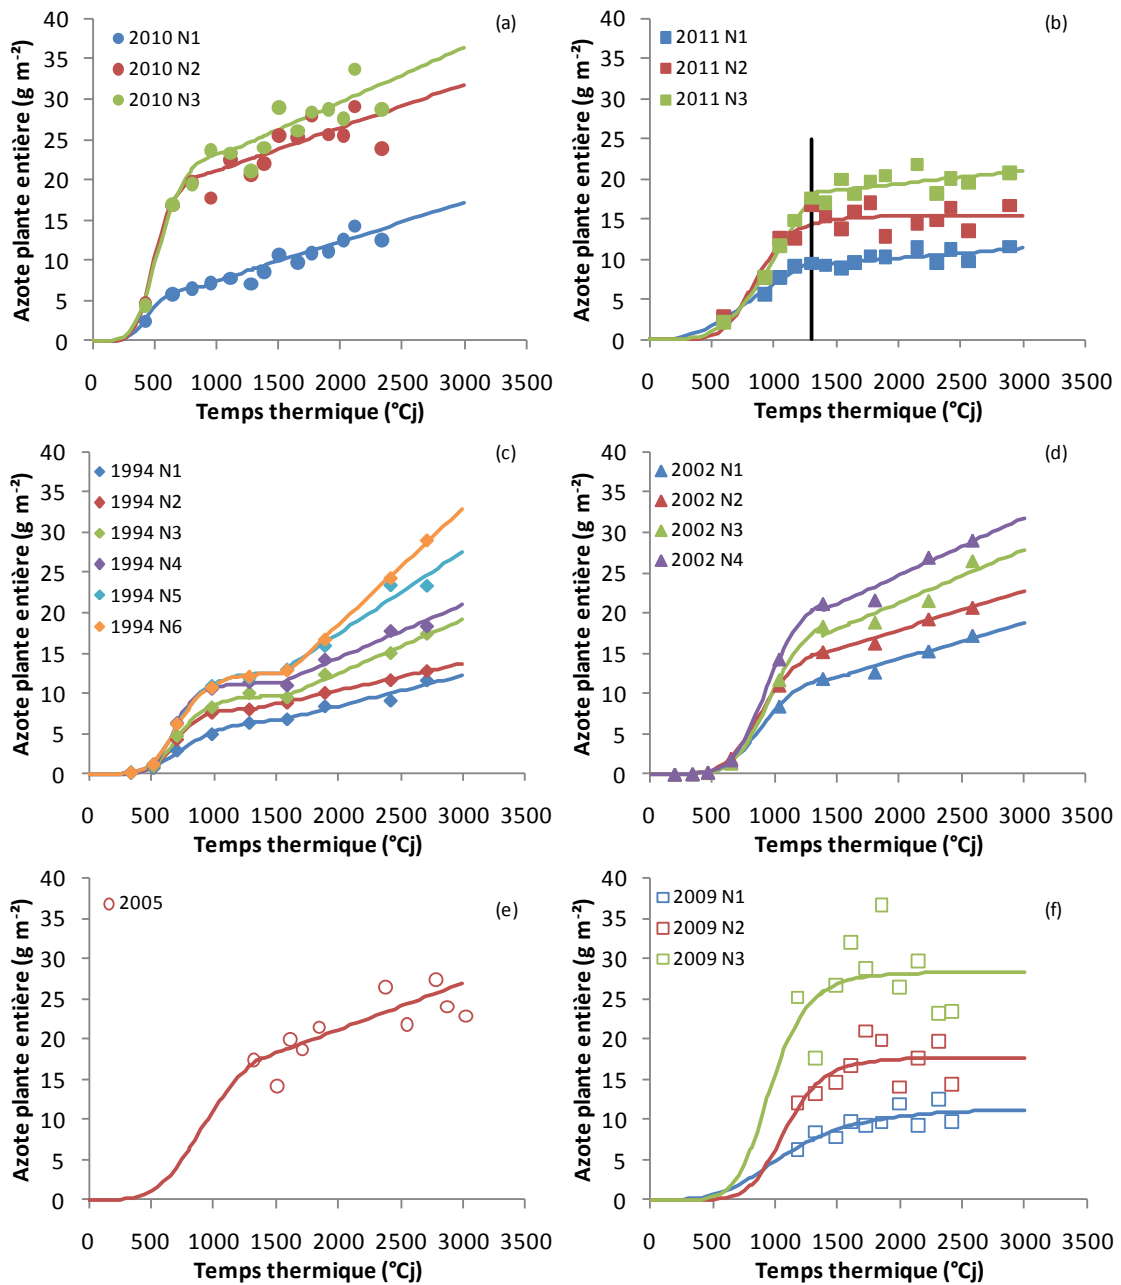 (a)
2010 N1
2010 N2
2010 N3
Azote plante entière (g m⁻²)
40
35
30
25
20
15
10
5
0
0 500 1000 1500 2000 2500 3000 3500
Temps thermique (°Cj)
(b)
2011 N1
2011 N2
2011 N3
Azote plante entière (g m⁻²)
40
35
30
25
20
15
10
5
0
0 500 1000 1500 2000 2500 3000 3500
Temps thermique (°Cj)
(c)
1994 N1
1994 N2
1994 N3
1994 N4
1994 N5
1994 N6
Azote plante entière (g m⁻²)
40
35
30
25
20
15
10
5
0
0 500 1000 1500 2000 2500 3000 3500
Temps thermique (°Cj)
(d)
2002 N1
2002 N2
2002 N3
2002 N4
Azote plante entière (g m⁻²)
40
35
30
25
20
15
10
5
0
0 500 1000 1500 2000 2500 3000 3500
Temps thermique (°Cj)
(e)
2005
Azote plante entière (g m⁻²)
40
35
30
25
20
15
10
5
0
0 500 1000 1500 2000 2500 3000 3500
Temps thermique (°Cj)
(f)
2009 N1
2009 N2
2009 N3
Azote plante entière (g m⁻²)
40
35
30
25
20
15
10
5
0
0 500 1000 1500 2000 2500 3000 3500
Temps thermique (°Cj)